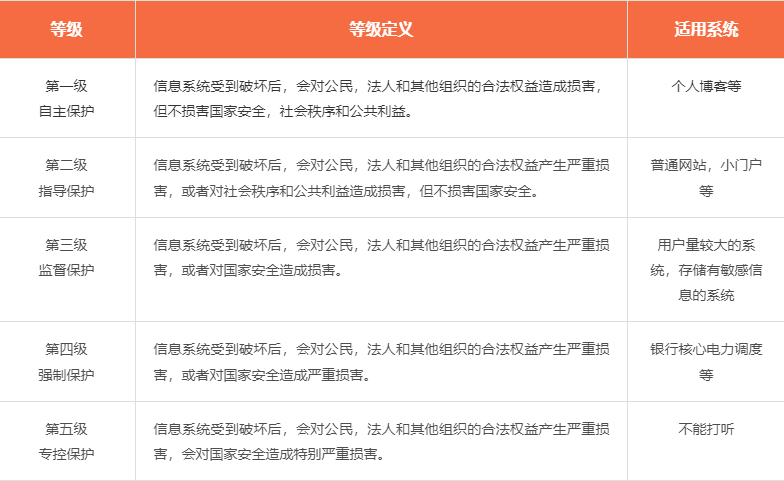 等级
等级定义
适用系统
第一级
自主保护
信息系统受到破坏后，会对公民，法人和其他组织的合法权益造成损害，
但不损害国家安全，社会秩序和公共利益。
个人博客等
第二级
指导保护
信息系统受到破坏后，会对公民，法人和其他组织的合法权益产生严重损
害，或者对社会秩序和公共利益造成损害，但不损害国家安全。
普通网站，小门户
等
第三级
监督保护
信息系统受到破坏后，会对公民，法人和其他组织的合法权益产生严重损
害，或者对国家安全造成损害。
用户量较大的系
统，存储有敏感信
息的系统
第四级
强制保护
信息系统受到破坏后，会对公民，法人和其他组织的合法权益产生严重损
害，或者对国家安全造成严重损害。
银行核心电力调度
等
第五级
专控保护
信息系统受到破坏后，会对公民，法人和其他组织的合法权益产生严重损
害，会对国家安全造成特别严重损害。
不能打听